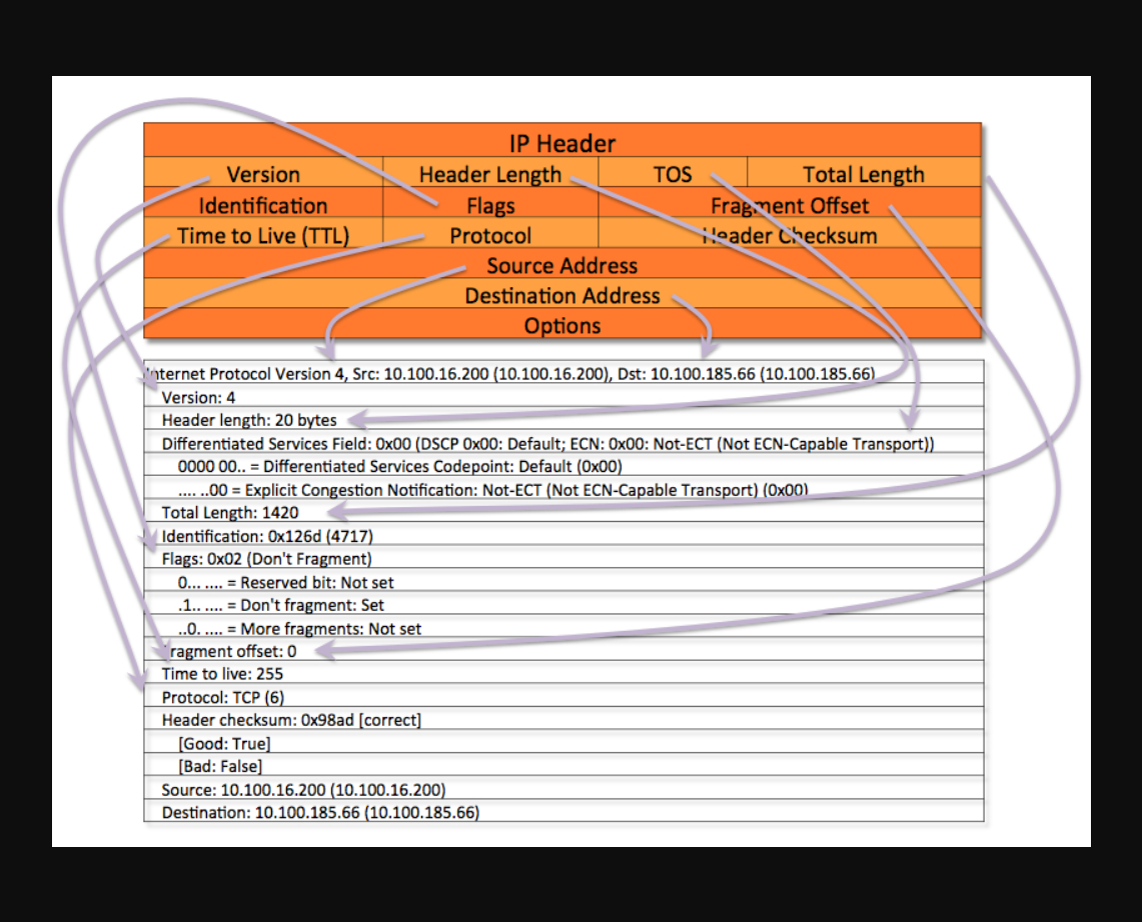 IP Header
Version Header Length TOS Total Length
Identification Flags Fragment Offset
Time to Live (TTL) Protocol Header Checksum
Source Address
Destination Address
Options
Internet Protocol Version 4, Src: 10.100.16.200 (10.100.16.200), Dst: 10.100.185.66 (10.100.185.66)
Version: 4
Header length: 20 bytes
Differentiated Services Field: 0x00 (DSCP 0x00: Default; ECN: 0x00: Not-ECT (Not ECN-Capable Transport))
0000 00.. = Differentiated Services Codepoint: Default (0x00)
.... ..00 = Explicit Congestion Notification: Not-ECT (Not ECN-Capable Transport) (0x00)
Total Length: 1420
Identification: 0x126d (4717)
Flags: 0x02 (Don't Fragment)
0... .... = Reserved bit: Not set
.1.. .... = Don't fragment: Set
..0. .... = More fragments: Not set
Fragment offset: 0
Time to live: 255
Protocol: TCP (6)
Header checksum: 0x98ad [correct]
[Good: True]
[Bad: False]
Source: 10.100.16.200 (10.100.16.200)
Destination: 10.100.185.66 (10.100.185.66)